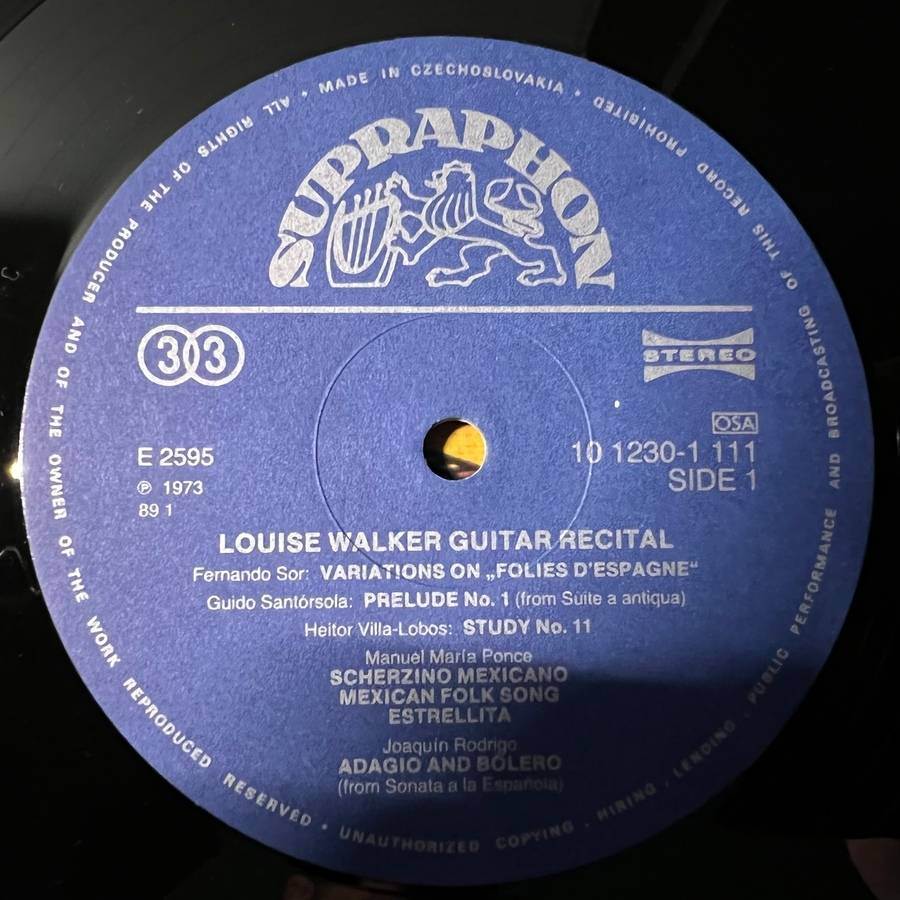 ALL RIGHTS OF THE PRODUCER AND OF THE OWNER OF THE WORK REPRODUCED RESERVED • UNAUTHORIZED COPYING . HIRING . LENDING . PUBLIC PERFORMANCE AND BROADCASTING OF THIS RECORD PROHIBITED • MADE IN CZECHOSLOVAKIA •
SUPRAPHON
33
STEREO
OSA
E 2595
10 1230-1 111
℗ 1973
SIDE 1
89 1
LOUISE WALKER GUITAR RECITAL
Fernando Sor: VARIATIONS ON „FOLIES D'ESPAGNE“
Guido Santórsola: PRELUDE No. 1 (from Suite a antiqua)
Heitor Villa-Lobos: STUDY No. 11
Manuel María Ponce
SCHERZINO MEXICANO
MEXICAN FOLK SONG
ESTRELLITA
Joaquín Rodrigo
ADAGIO AND BOLERO
(from Sonata a la Española)